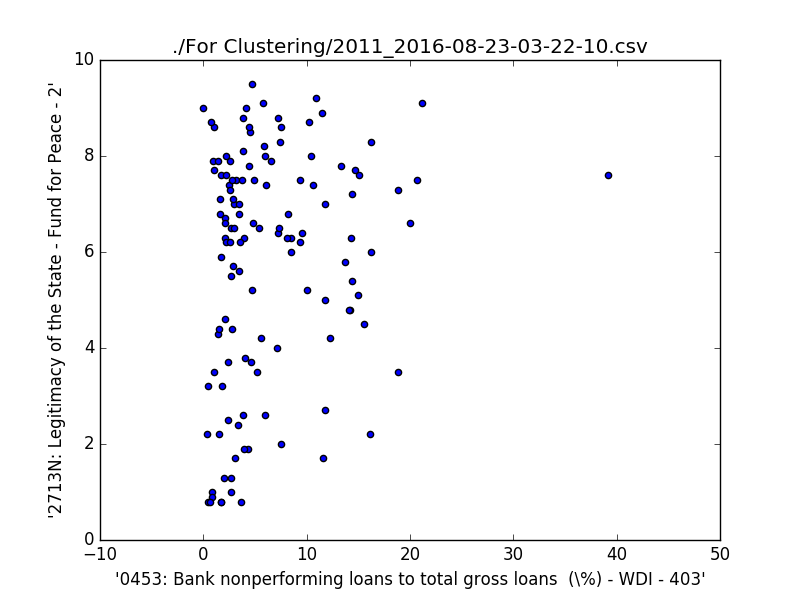 ./For Clustering/2011_2016-08-23-03-22-10.csv
10
8
6
4
2
0
'2713N: Legitimacy of the State - Fund for Peace - 2'
−10 0 10 20 30 40 50
'0453: Bank nonperforming loans to total gross loans  (\%) - WDI - 403'